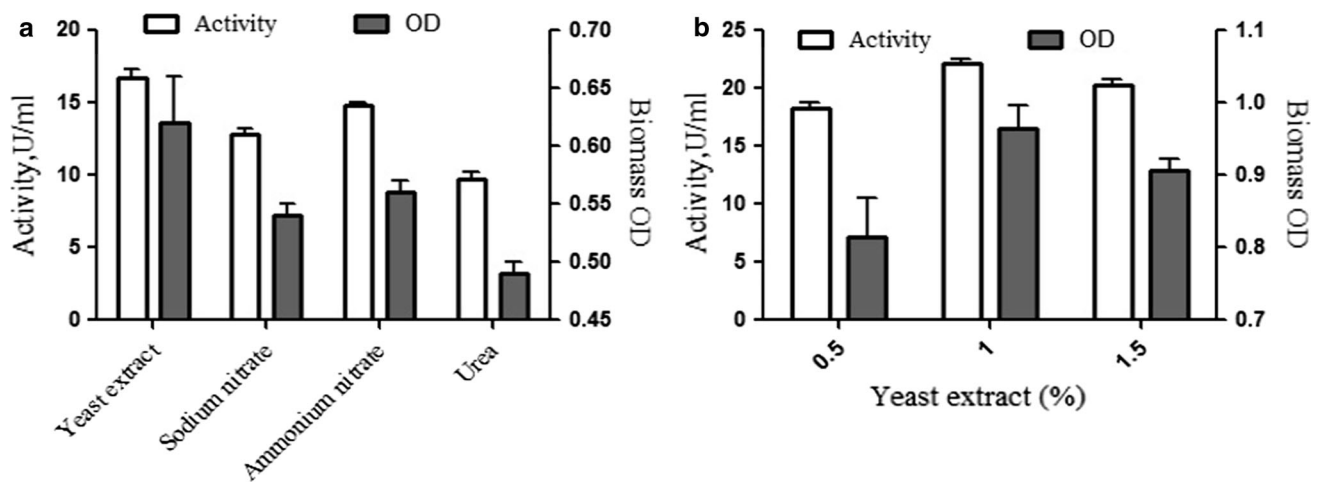 a
Activity
OD
20
15
10
5
0
Activity,U/ml
0.70
0.65
0.60
0.55
0.50
0.45
Biomass OD
Yeast extract
Sodium nitrate
Ammonium nitrate
Urea
b
Activity
OD
25
20
15
10
5
0
Activity,U/ml
1.1
1.0
0.9
0.8
0.7
Biomass OD
0.5
1
1.5
Yeast extract (%)